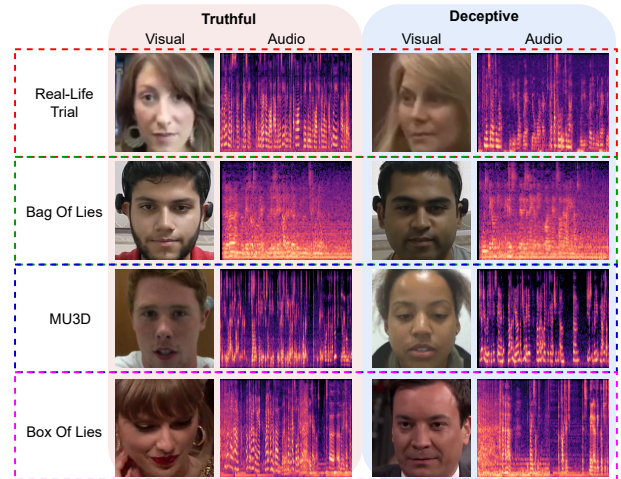 Truthful
Deceptive
Visual
Audio
Visual
Audio
Real-Life
Trial
Bag Of Lies
MU3D
Box Of Lies